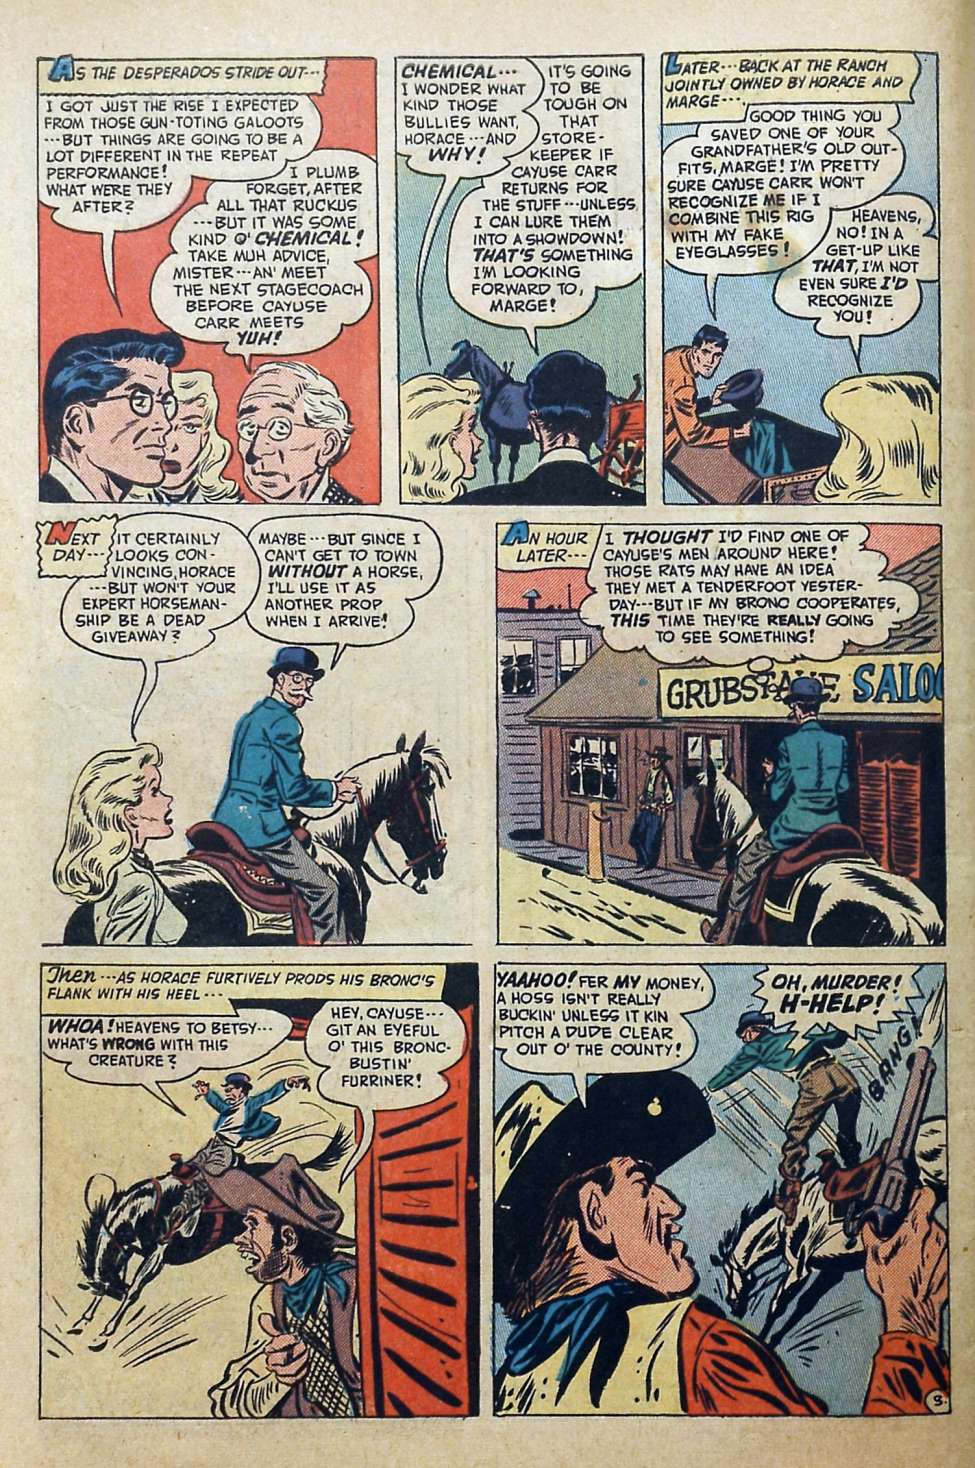 AS THE DESPERADOS STRIDE OUT---
I GOT JUST THE RISE I EXPECTED
FROM THOSE GUN-TOTING GALOOTS
---BUT THINGS ARE GOING TO BE A
LOT DIFFERENT IN THE REPEAT
PERFORMANCE!
WHAT WERE THEY
AFTER?
I PLUMB
FORGET, AFTER
ALL THAT RUCKUS
---BUT IT WAS SOME
KIND O' CHEMICAL!
TAKE MUH ADVICE,
MISTER---AN' MEET
THE NEXT STAGECOACH
BEFORE CAYUSE
CARR MEETS
YUH!
CHEMICAL---
I WONDER WHAT
KIND THOSE
BULLIES WANT,
HORACE---AND
WHY!
IT'S GOING
TO BE
TOUGH ON
THAT
STORE-
KEEPER IF
CAYUSE CARR
RETURNS FOR
THE STUFF---UNLESS
I CAN LURE THEM
INTO A SHOWDOWN!
THAT'S SOMETHING
I'M LOOKING
FORWARD TO,
MARGE!
LATER---BACK AT THE RANCH
JOINTLY OWNED BY HORACE AND
MARGE---
GOOD THING YOU
SAVED ONE OF YOUR
GRANDFATHER'S OLD OUT-
FITS, MARGE! I'M PRETTY
SURE CAYUSE CARR WON'T
RECOGNIZE ME IF I
COMBINE THIS RIG
WITH MY FAKE
EYEGLASSES!
HEAVENS,
NO! IN A
GET-UP LIKE
THAT, I'M NOT
EVEN SURE I'D
RECOGNIZE
YOU!
NEXT
DAY---
IT CERTAINLY
LOOKS CON-
VINCING, HORACE
---BUT WON'T YOUR
EXPERT HORSEMAN-
SHIP BE A DEAD
GIVEAWAY?
MAYBE---BUT SINCE I
CAN'T GET TO TOWN
WITHOUT A HORSE,
I'LL USE IT AS
ANOTHER PROP
WHEN I ARRIVE!
AN HOUR
LATER---
I THOUGHT I'D FIND ONE OF
CAYUSE'S MEN AROUND HERE!
THOSE RATS MAY HAVE AN IDEA
THEY MET A TENDERFOOT YESTER-
DAY---BUT IF MY BRONC COOPERATES,
THIS TIME THEY'RE REALLY GOING
TO SEE SOMETHING!
GRUBSTAKE SALOO
Then---AS HORACE FURTIVELY PRODS HIS BRONC'S
FLANK WITH HIS HEEL---
WHOA! HEAVENS TO BETSY---
WHAT'S WRONG WITH THIS
CREATURE?
HEY, CAYUSE---
GIT AN EYEFUL
O' THIS BRONC-
BUSTIN'
FURRINER!
YAAHOO! FER MY MONEY,
A HOSS ISN'T REALLY
BUCKIN' UNLESS IT KIN
PITCH A DUDE CLEAR
OUT O' THE COUNTY!
OH, MURDER!
H-HELP!
BANG!
3